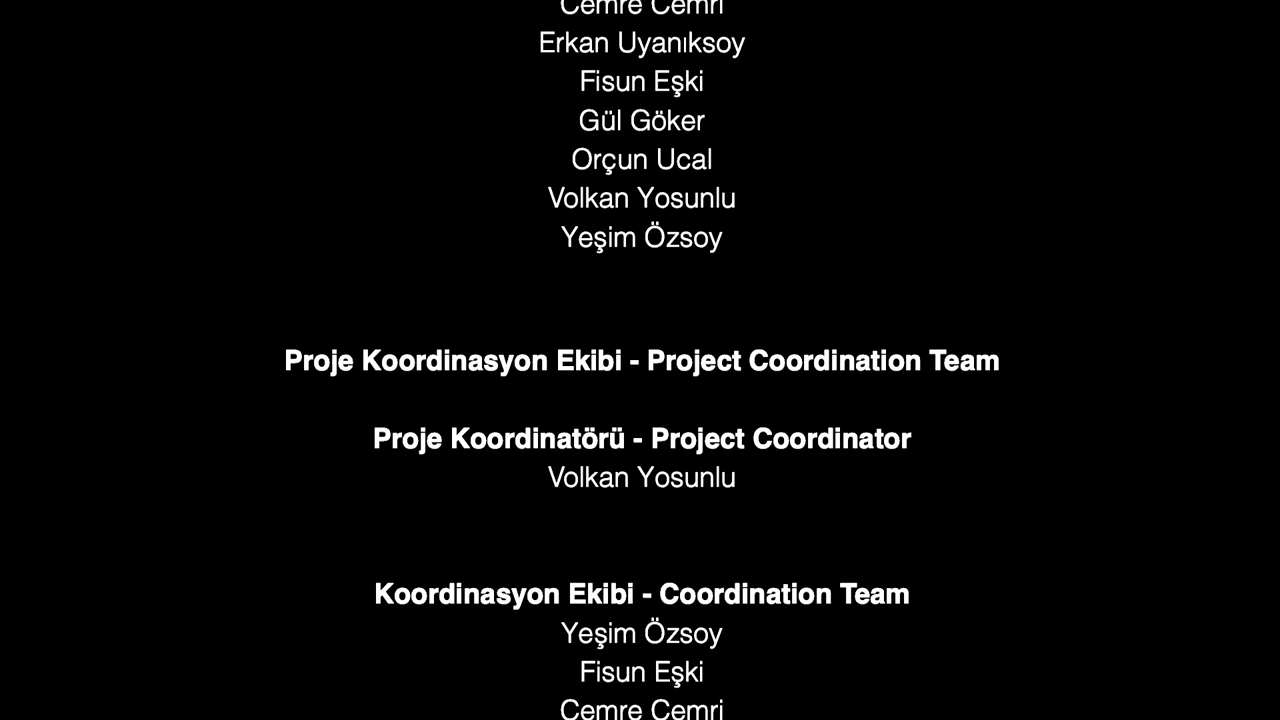 Cemre Cemri
Erkan Uyanıksoy
Fisun Eşki
Gül Göker
Orçun Ucal
Volkan Yosunlu
Yeşim Özsoy
Proje Koordinasyon Ekibi - Project Coordination Team
Proje Koordinatörü - Project Coordinator
Volkan Yosunlu
Koordinasyon Ekibi - Coordination Team
Yeşim Özsoy
Fisun Eşki
Cemre Cemri